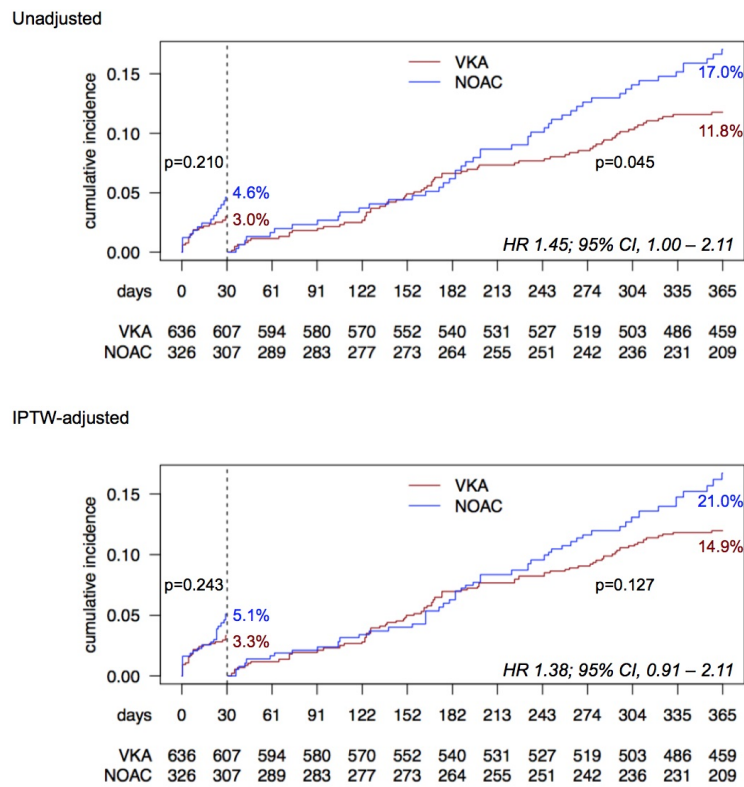 Unadjusted
VKA
NOAC
0.15
0.10
0.05
0.00
cumulative incidence
p=0.210
4.6%
3.0%
17.0%
11.8%
p=0.045
HR 1.45; 95% CI, 1.00 – 2.11
days 0 30 61 91 122 152 182 213 243 274 304 335 365
VKA 636 607 594 580 570 552 540 531 527 519 503 486 459
NOAC 326 307 289 283 277 273 264 255 251 242 236 231 209
IPTW-adjusted
VKA
NOAC
0.15
0.10
0.05
0.00
cumulative incidence
p=0.243
5.1%
3.3%
21.0%
14.9%
p=0.127
HR 1.38; 95% CI, 0.91 – 2.11
days 0 30 61 91 122 152 182 213 243 274 304 335 365
VKA 636 607 594 580 570 552 540 531 527 519 503 486 459
NOAC 326 307 289 283 277 273 264 255 251 242 236 231 209